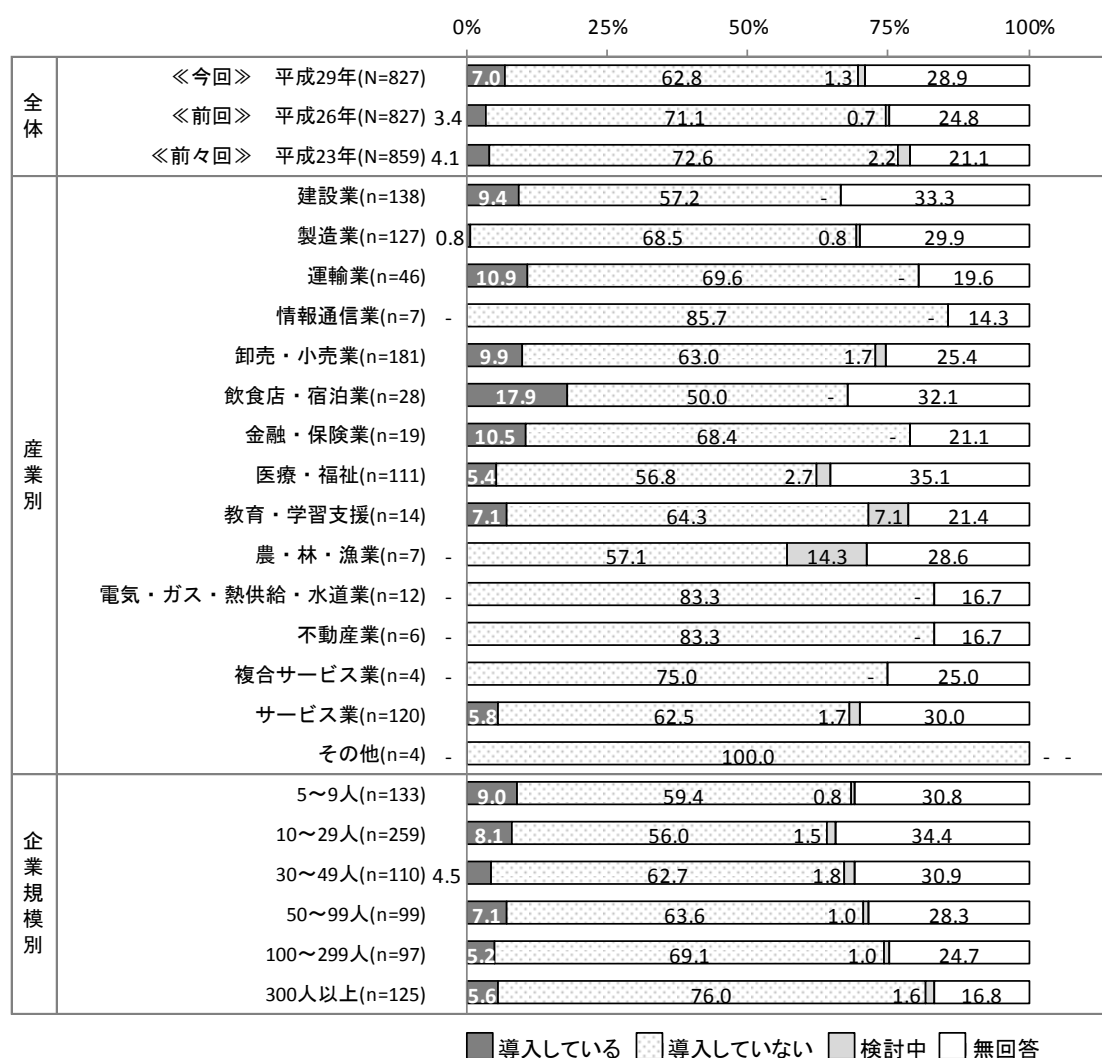 0% 25% 50% 75% 100%
全体
≪今回≫ 平成29年(N=827) 7.0 62.8 1.3 28.9
≪前回≫ 平成26年(N=827) 3.4 71.1 0.7 24.8
≪前々回≫ 平成23年(N=859) 4.1 72.6 2.2 21.1
産業別
建設業(n=138) 9.4 57.2 - 33.3
製造業(n=127) 0.8 68.5 0.8 29.9
運輸業(n=46) 10.9 69.6 - 19.6
情報通信業(n=7) - 85.7 - 14.3
卸売・小売業(n=181) 9.9 63.0 1.7 25.4
飲食店・宿泊業(n=28) 17.9 50.0 - 32.1
金融・保険業(n=19) 10.5 68.4 - 21.1
医療・福祉(n=111) 5.4 56.8 2.7 35.1
教育・学習支援(n=14) 7.1 64.3 7.1 21.4
農・林・漁業(n=7) - 57.1 14.3 28.6
電気・ガス・熱供給・水道業(n=12) - 83.3 - 16.7
不動産業(n=6) - 83.3 - 16.7
複合サービス業(n=4) - 75.0 - 25.0
サービス業(n=120) 5.8 62.5 1.7 30.0
その他(n=4) - 100.0 - -
企業規模別
5～9人(n=133) 9.0 59.4 0.8 30.8
10～29人(n=259) 8.1 56.0 1.5 34.4
30～49人(n=110) 4.5 62.7 1.8 30.9
50～99人(n=99) 7.1 63.6 1.0 28.3
100～299人(n=97) 5.2 69.1 1.0 24.7
300人以上(n=125) 5.6 76.0 1.6 16.8
導入している 導入していない 検討中 無回答